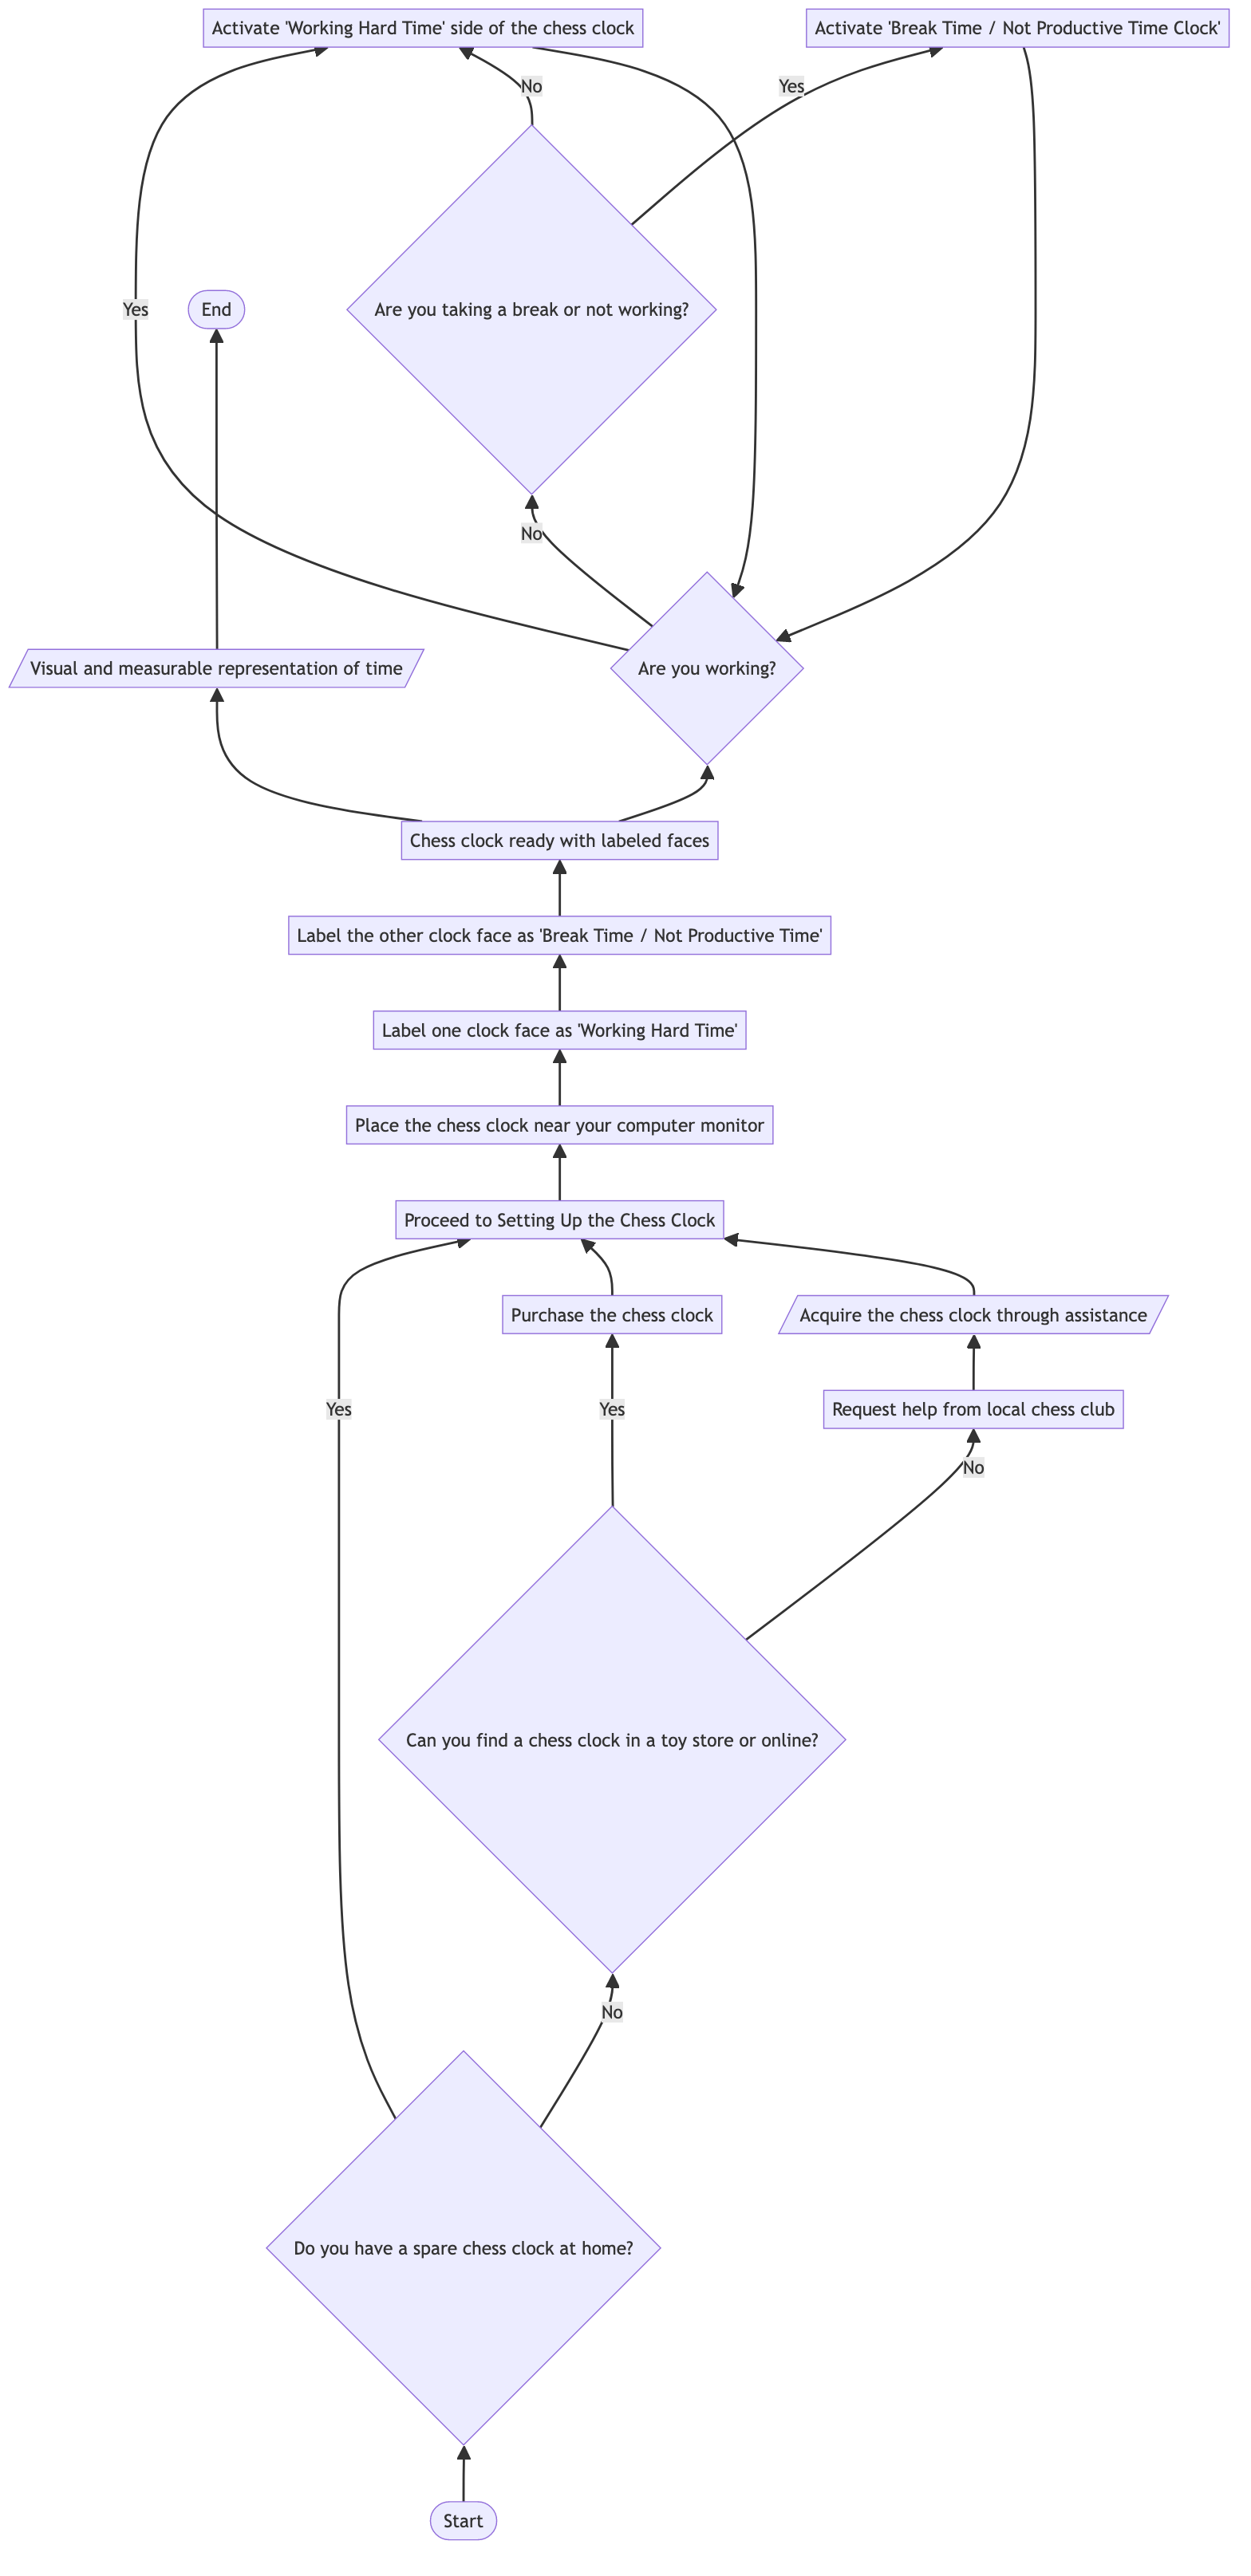 Activate 'Working Hard Time' side of the chess clock
Activate 'Break Time / Not Productive Time Clock'
No
Yes
Yes
End
Are you taking a break or not working?
No
Visual and measurable representation of time
Are you working?
Chess clock ready with labeled faces
Label the other clock face as 'Break Time / Not Productive Time'
Label one clock face as 'Working Hard Time'
Place the chess clock near your computer monitor
Proceed to Setting Up the Chess Clock
Purchase the chess clock
Acquire the chess clock through assistance
Yes
Yes
Request help from local chess club
No
Can you find a chess clock in a toy store or online?
No
Do you have a spare chess clock at home?
Start